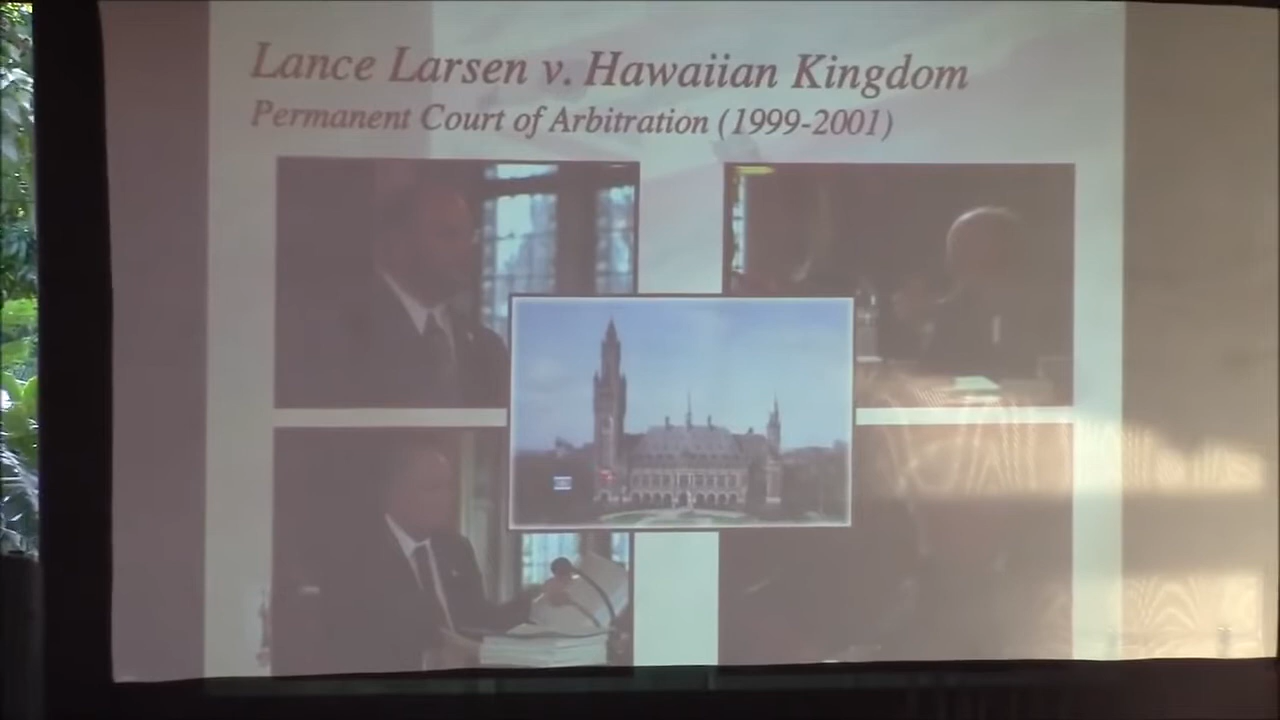 Lance Larsen v. Hawaiian Kingdom
Permanent Court of Arbitration (1999-2001)